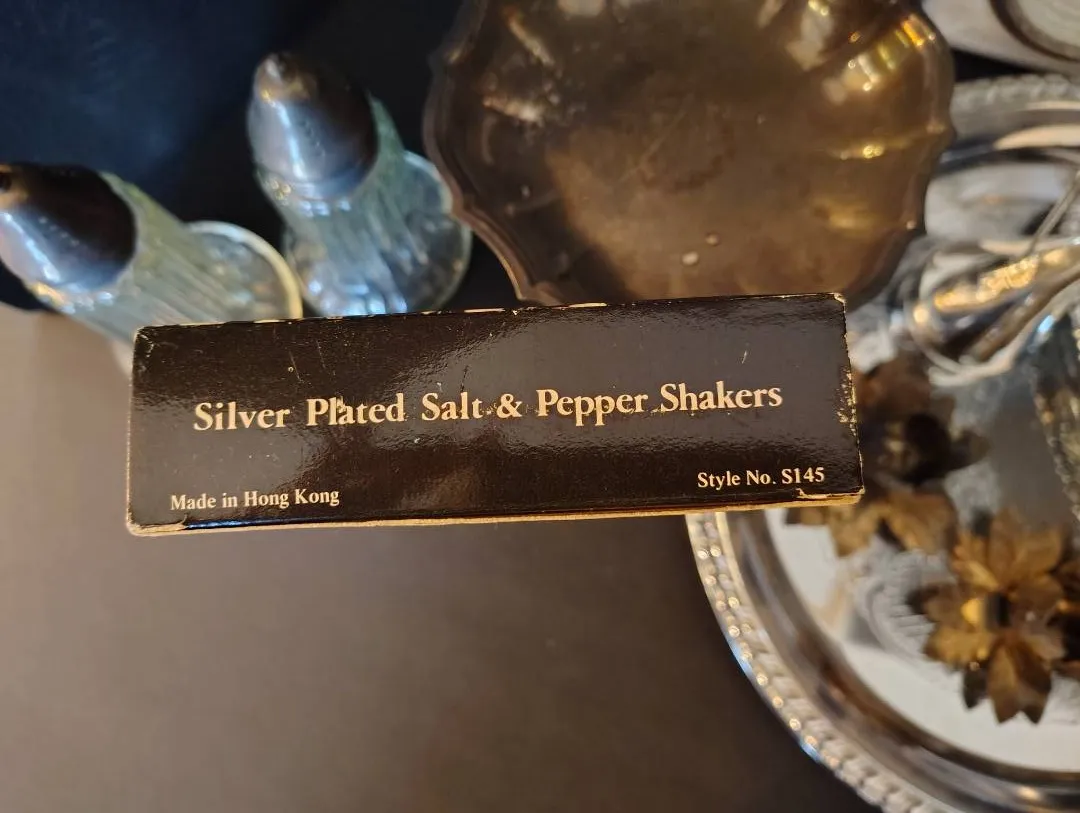 Silver Plated Salt & Pepper Shakers
Made in Hong Kong
Style No. S145